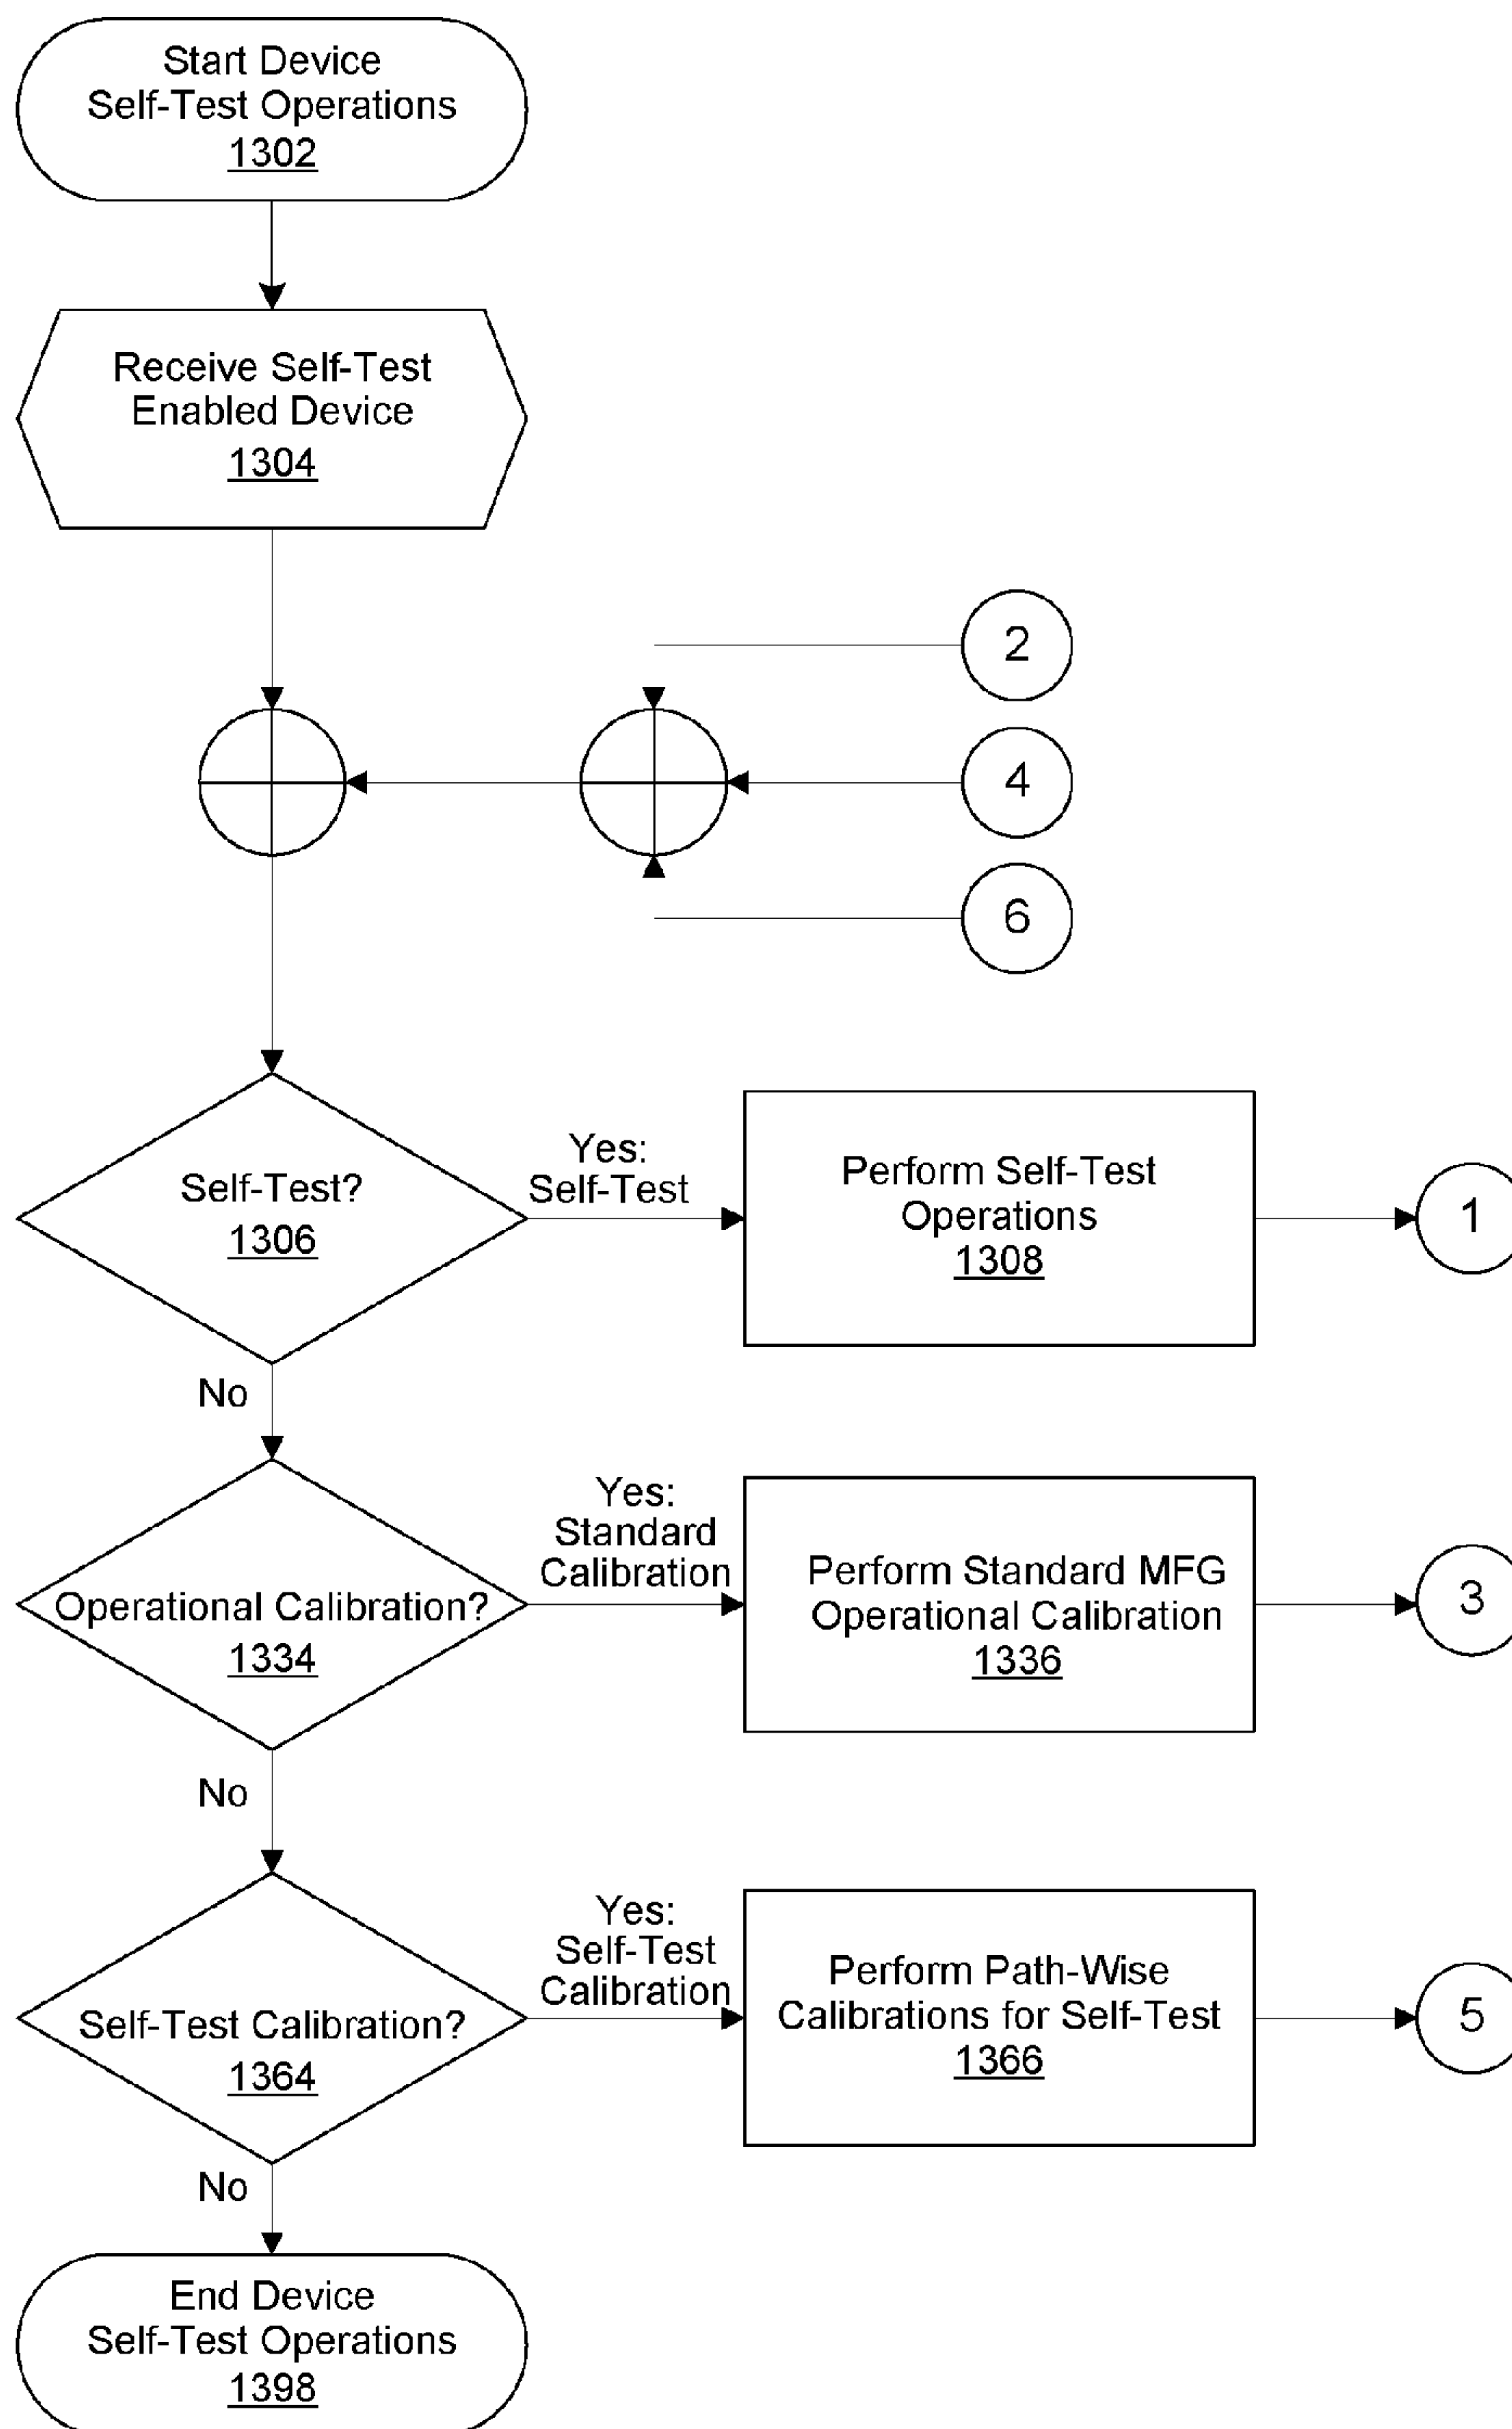 Start Device
Self-Test Operations
1302
Receive Self-Test
Enabled Device
1304
2
4
6
Self-Test?
1306
Yes:
Self-Test
Perform Self-Test
Operations
1308
1
No
Operational Calibration?
1334
Yes:
Standard
Calibration
Perform Standard MFG
Operational Calibration
1336
3
No
Self-Test Calibration?
1364
Yes:
Self-Test
Calibration
Perform Path-Wise
Calibrations for Self-Test
1366
5
No
End Device
Self-Test Operations
1398